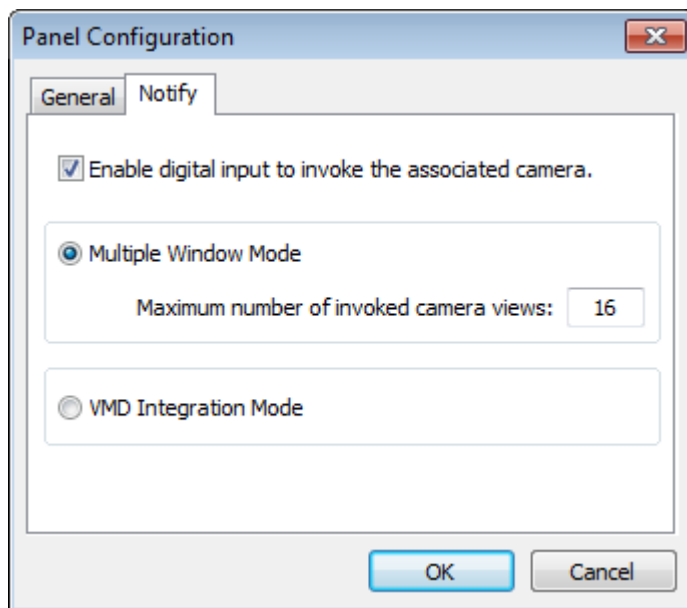 Panel Configuration
General Notify
Enable digital input to invoke the associated camera.
Multiple Window Mode
Maximum number of invoked camera views: 16
VMD Integration Mode
OK Cancel